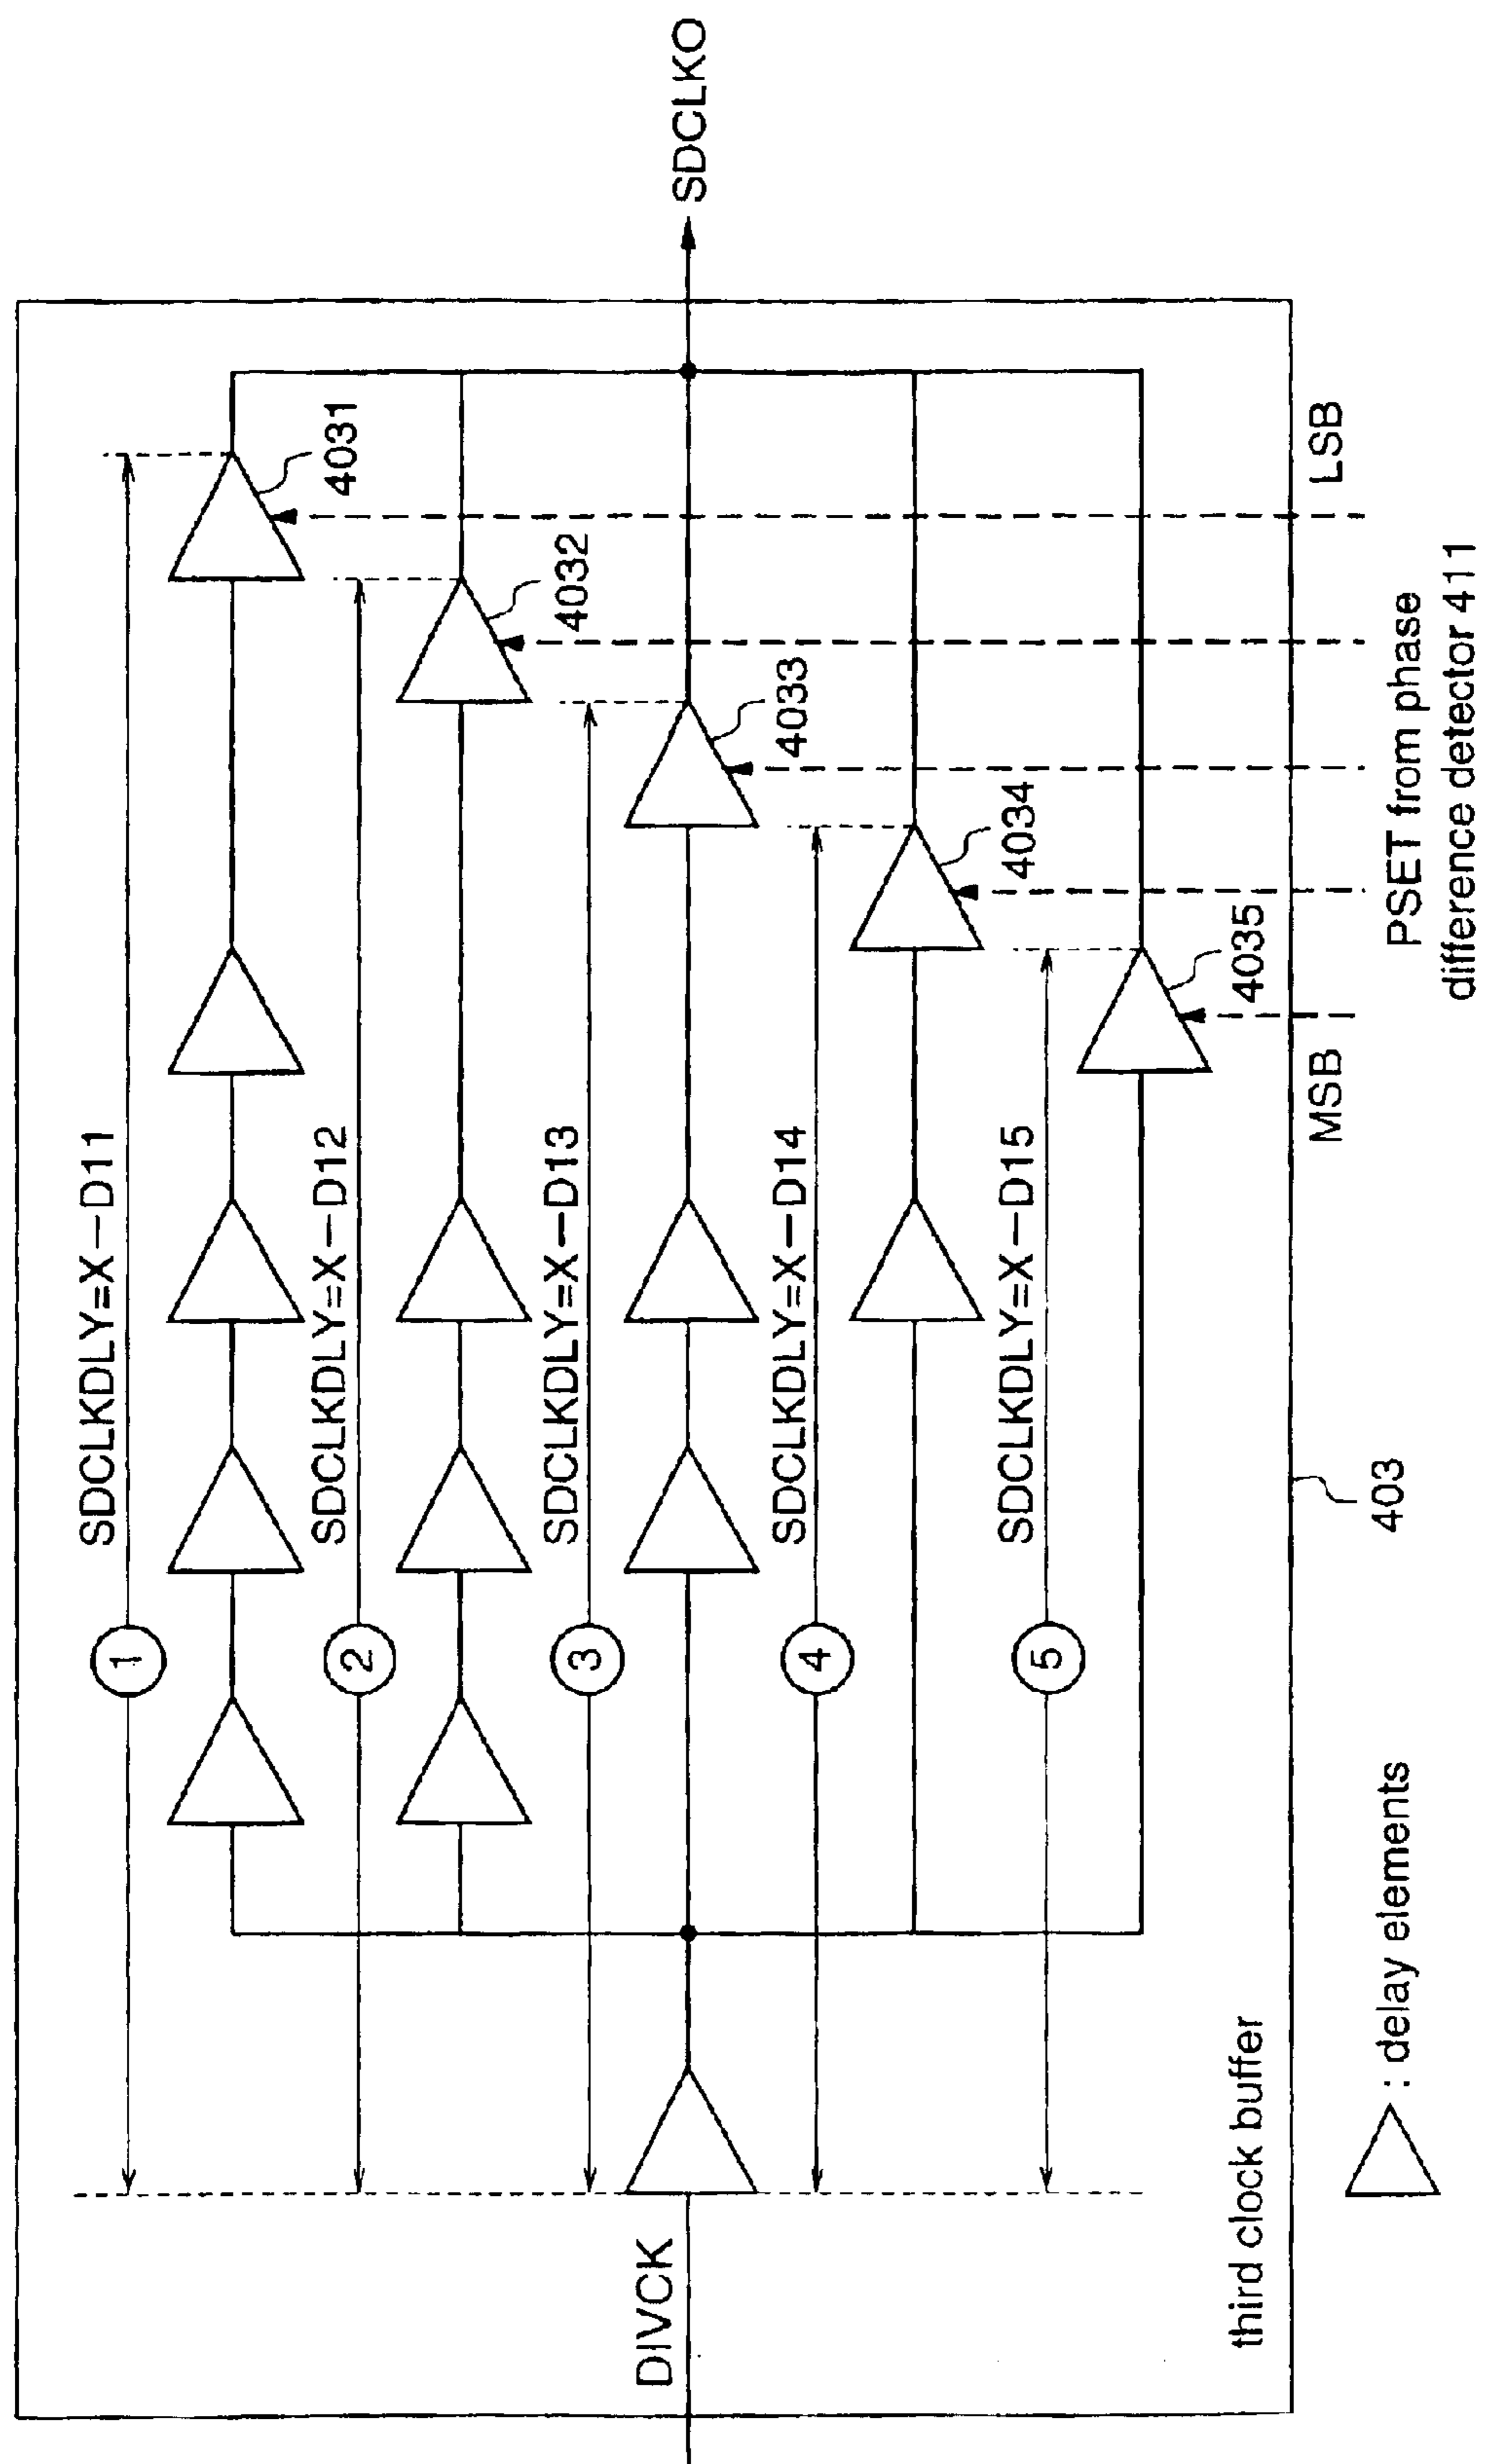 SDCLKDLY=X−D11
1
4031
SDCLKDLY=X−D12
2
4032
SDCLKDLY=X−D13
3
4033
SDCLKDLY=X−D14
4
4034
SDCLKDLY=X−D15
5
4035
DIVCK
SDCLKO
third clock buffer
403
MSB
LSB
PSET from phase
difference detector 411
: delay elements